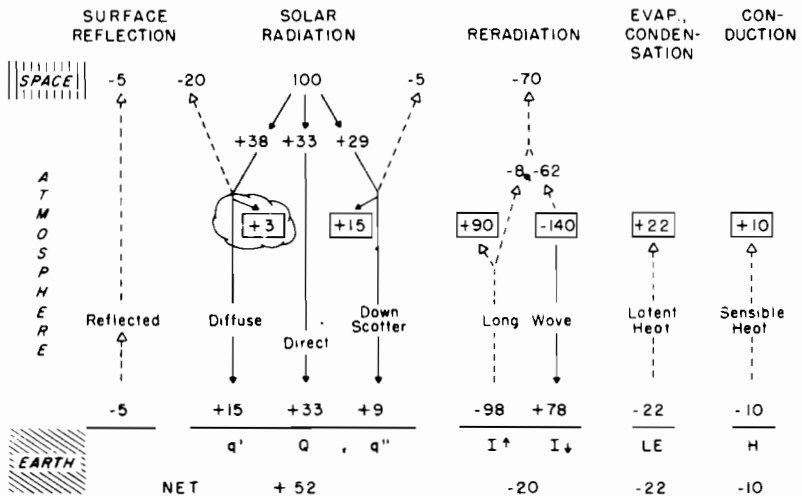 SURFACE REFLECTION
SOLAR RADIATION
RERADIATION
EVAP., CONDEN-SATION
CON-DUCTION
SPACE -5 -20 100 -5 -70
+38 +33 +29
-8 -62
ATMOSPHERE
+3 +15 +90 -140 +22 +10
Reflected Diffuse Direct Down Scatter Long Wave Latent Heat Sensible Heat
-5 +15 +33 +9 -98 +78 -22 -10
q' Q , q" I↑ I↓ LE H
EARTH
NET +52 -20 -22 -10